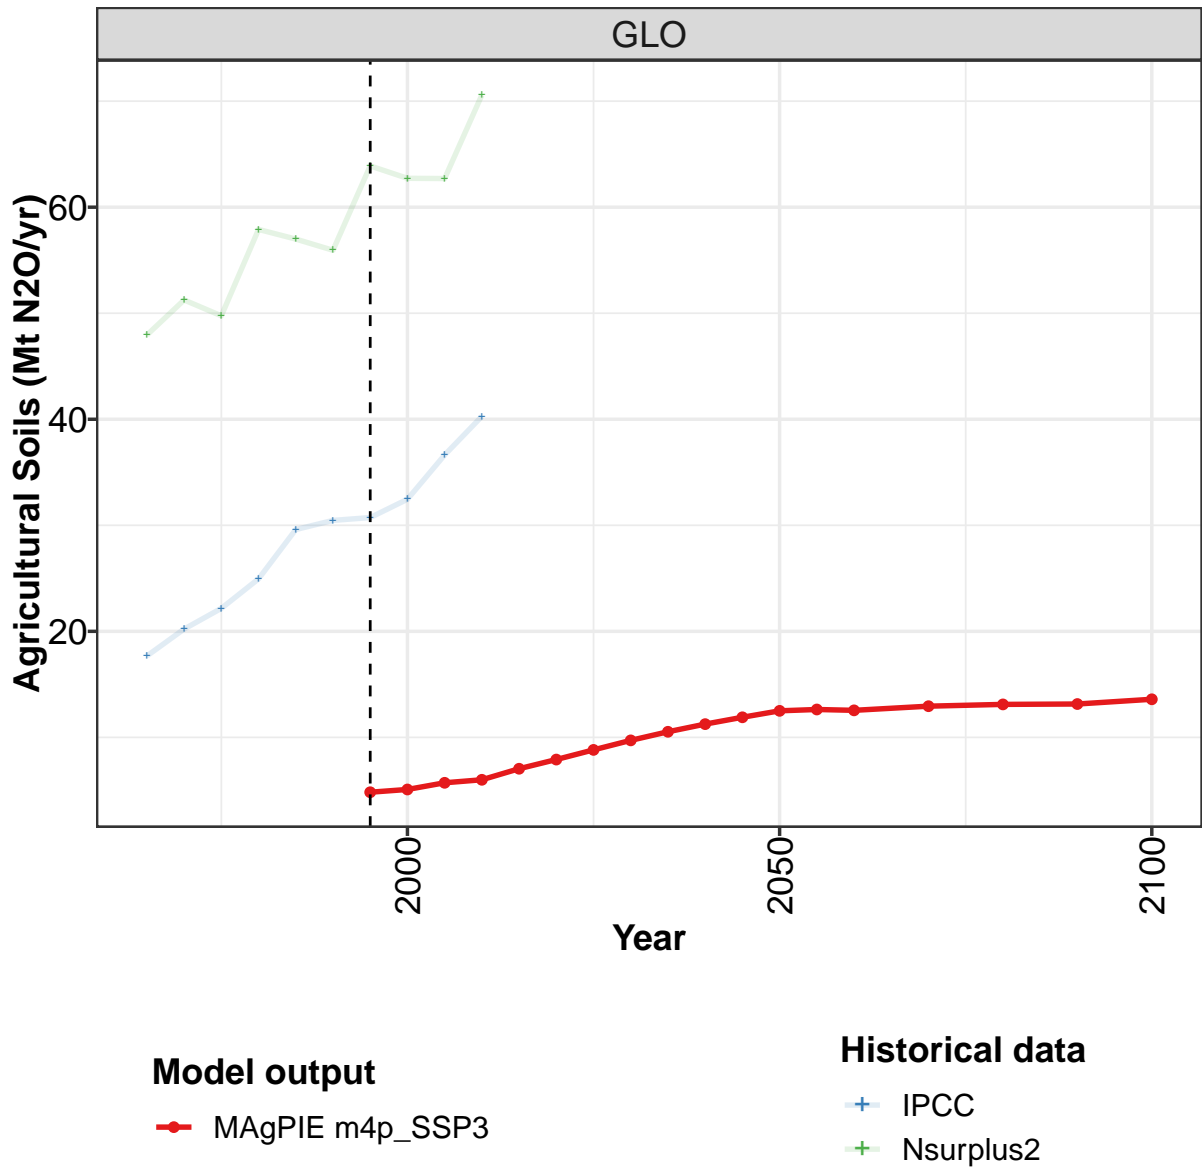 GLO
Agricultural Soils (Mt N2O/yr)
60
40
20
2000
2050
2100
Year
Model output
MAgPIE m4p_SSP3
Historical data
IPCC
Nsurplus2